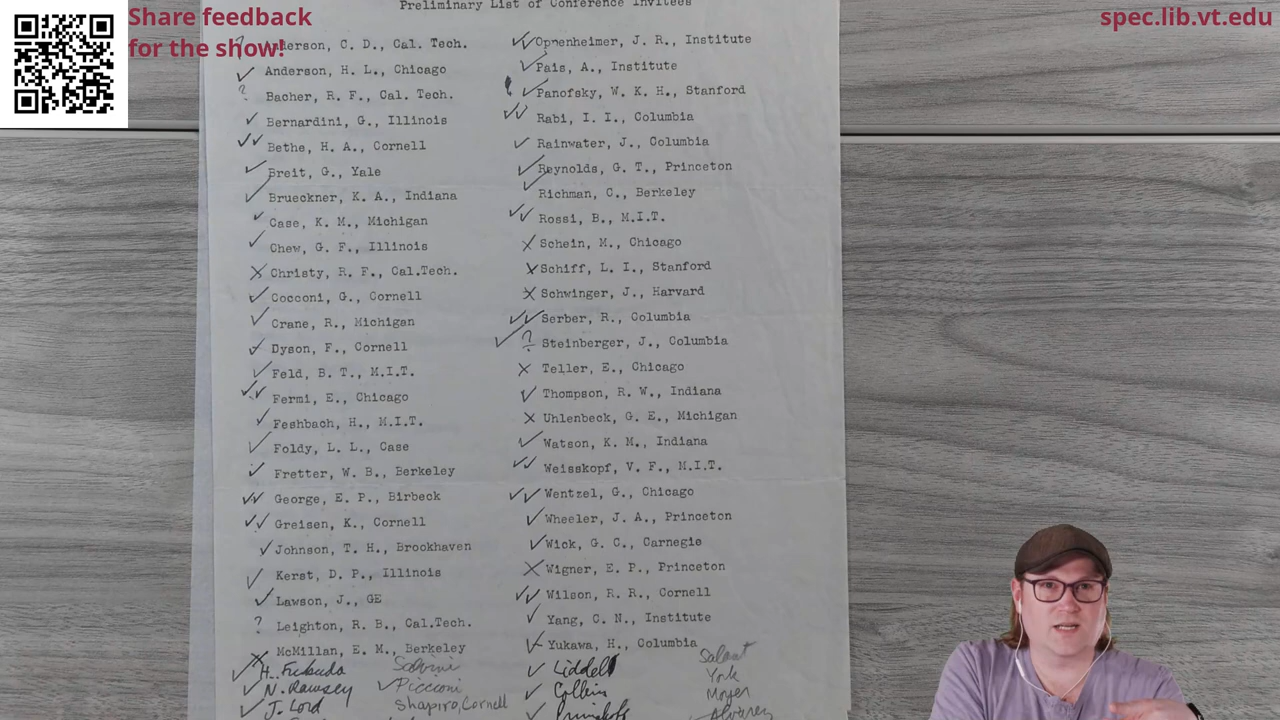 Share feedback
for the show!
spec.lib.vt.edu
Preliminary List of Conference Invitees
? Anderson, C. D., Cal. Tech.
✓ Anderson, H. L., Chicago
? Bacher, R. F., Cal. Tech.
✓ Bernardini, G., Illinois
✓✓ Bethe, H. A., Cornell
✓ Breit, G., Yale
✓ Brueckner, K. A., Indiana
✓ Case, K. M., Michigan
✓ Chew, G. F., Illinois
X Christy, R. F., Cal.Tech.
✓ Cocconi, G., Cornell
✓ Crane, R., Michigan
✓ Dyson, F., Cornell
✓ Feld, B. T., M.I.T.
✓✓ Fermi, E., Chicago
✓ Feshbach, H., M.I.T.
✓ Foldy, L. L., Case
✓ Fretter, W. B., Berkeley
✓✓ George, E. P., Birbeck
✓✓ Greisen, K., Cornell
✓ Johnson, T. H., Brookhaven
✓ Kerst, D. P., Illinois
✓ Lawson, J., GE
? Leighton, R. B., Cal.Tech.
X McMillan, E. M., Berkeley
✓ H. Fukuda
✓ N. Ramsey
✓ J. Lord
Salvini
✓ Piccioni
Shapiro, Cornell
✓✓ Oppenheimer, J. R., Institute
✓ Pais, A., Institute
✓ Panofsky, W. K. H., Stanford
✓✓ Rabi, I. I., Columbia
✓ Rainwater, J., Columbia
✓ Reynolds, G. T., Princeton
✓ Richman, C., Berkeley
✓✓ Rossi, B., M.I.T.
X Schein, M., Chicago
X Schiff, L. I., Stanford
X Schwinger, J., Harvard
✓✓ Serber, R., Columbia
✓ ? Steinberger, J., Columbia
X Teller, E., Chicago
✓ Thompson, R. W., Indiana
X Uhlenbeck, G. E., Michigan
✓ Watson, K. M., Indiana
✓✓ Weisskopf, V. F., M.I.T.
✓✓ Wentzel, G., Chicago
✓ Wheeler, J. A., Princeton
✓ Wick, G. C., Carnegie
X Wigner, E. P., Princeton
✓✓ Wilson, R. R., Cornell
✓ Yang, C. N., Institute
✓ Yukawa, H., Columbia
✓ Liddell
✓ Collins
Salant
York
Moyer
✓ Alvarez